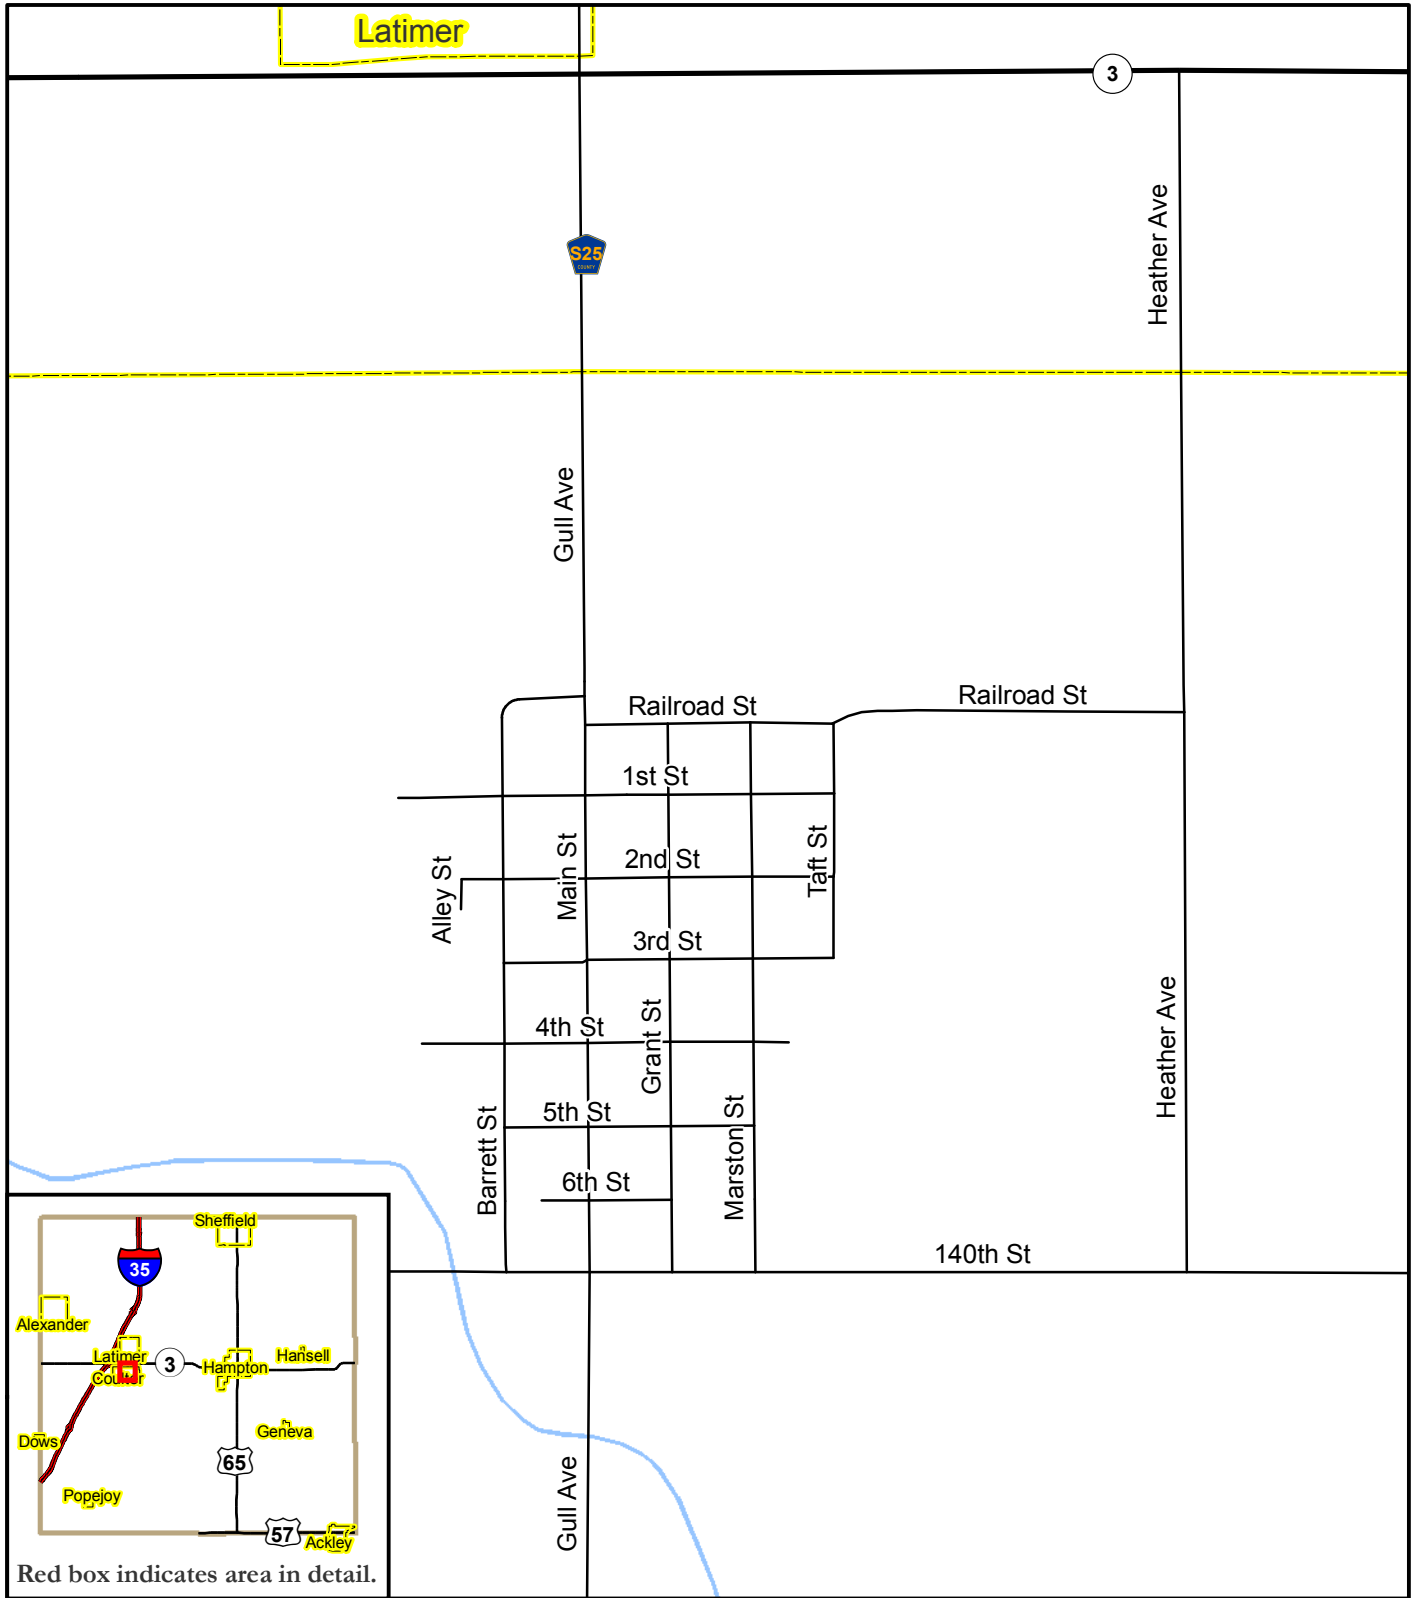 Latimer
3
Heather Ave
S25
COUNTY
Gull Ave
Railroad St
Railroad St
1st St
Main St
2nd St
Taft St
Alley St
3rd St
4th St
Grant St
Heather Ave
Barrett St
5th St
Marston St
6th St
140th St
Gull Ave
Sheffield
35
Alexander
Latimer
3
Hampton
Hansell
Coulter
Geneva
Dows
65
Popejoy
57
Ackley
Red box indicates area in detail.